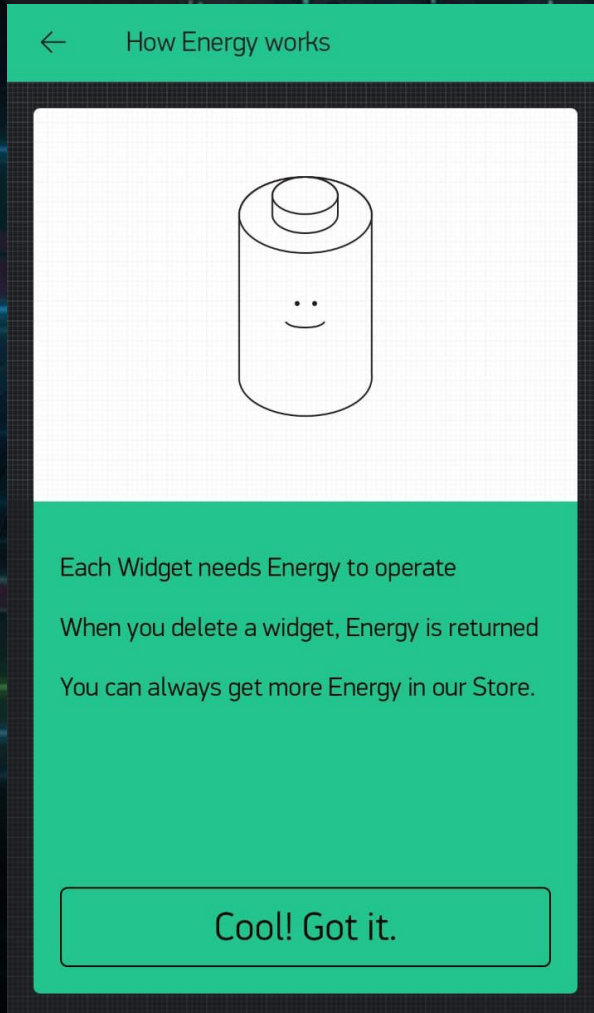 How Energy works
Each Widget needs Energy to operate
When you delete a widget, Energy is returned
You can always get more Energy in our Store.
Cool! Got it.